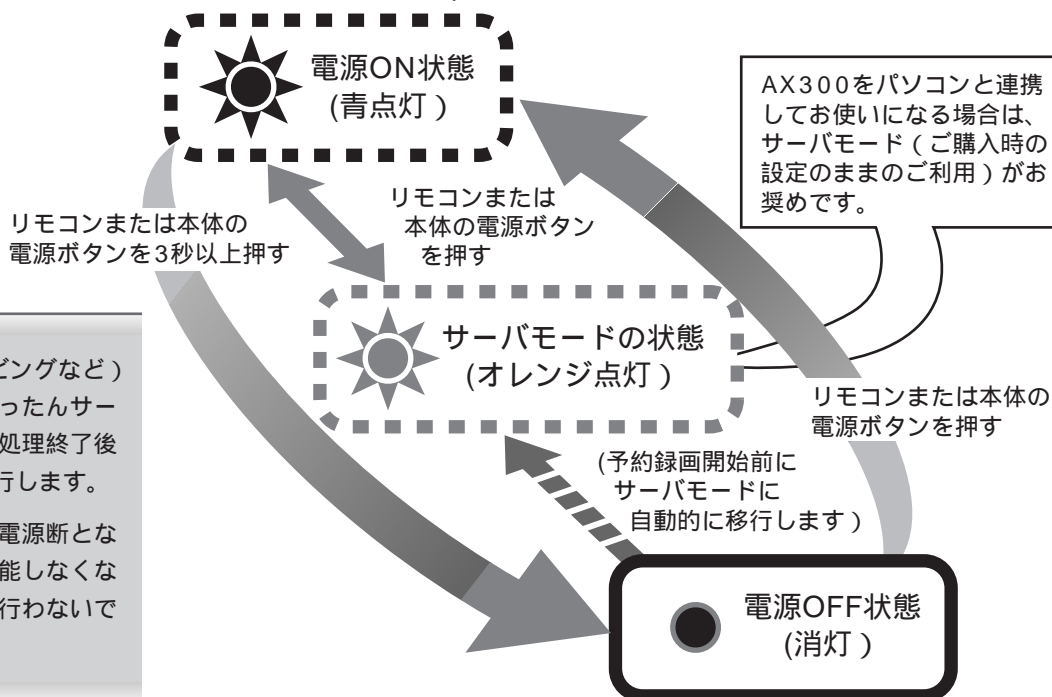 電源ON状態
(青点灯）
AX300をパソコンと連携
してお使いになる場合は、
サーバモード（ご購入時の
設定のままのご利用）がお
奨めです。
リモコンまたは本体の
電源ボタンを3秒以上押す
リモコンまたは
本体の電源ボタン
を押す
サーバモードの状態
(オレンジ点灯）
ビングなど）
ったんサー
処理終了後
行します。
電源断とな
能しなくな
行わないで
リモコンまたは本体の
電源ボタンを押す
(予約録画開始前に
サーバモードに
自動的に移行します）
電源OFF状態
(消灯）